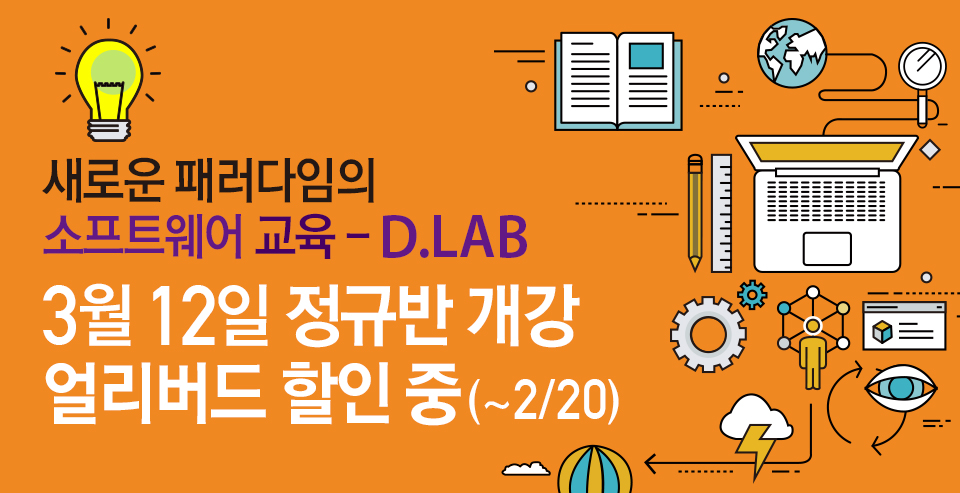 새로운 패러다임의
소프트웨어 교육 – D.LAB
3월 12일 정규반 개강
얼리버드 할인 중 (~2/20)